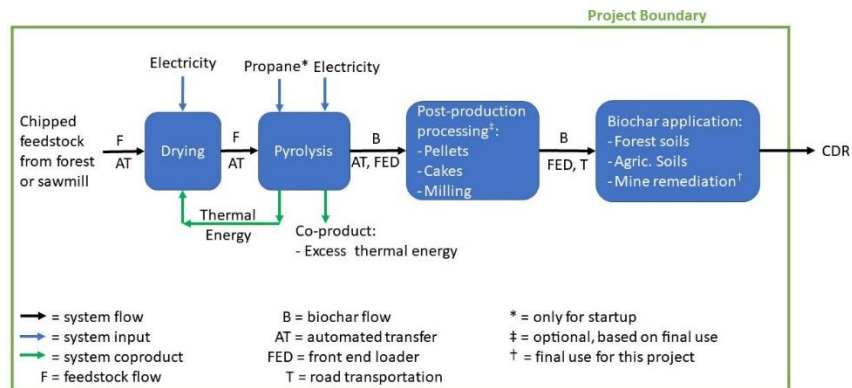 Project Boundary
Electricity
Propane* Electricity
Chipped
feedstock
from forest
or sawmill
F
AT
Drying
F
AT
Pyrolysis
B
AT, FED
Post-production
processing‡:
- Pellets
- Cakes
- Milling
B
FED, T
Biochar application:
- Forest soils
- Agric. Soils
- Mine remediation†
CDR
Thermal
Energy
Co-product:
- Excess thermal energy
= system flow
= system input
= system coproduct
F = feedstock flow
B = biochar flow
AT = automated transfer
FED = front end loader
T = road transportation
* = only for startup
‡ = optional, based on final use
† = final use for this project